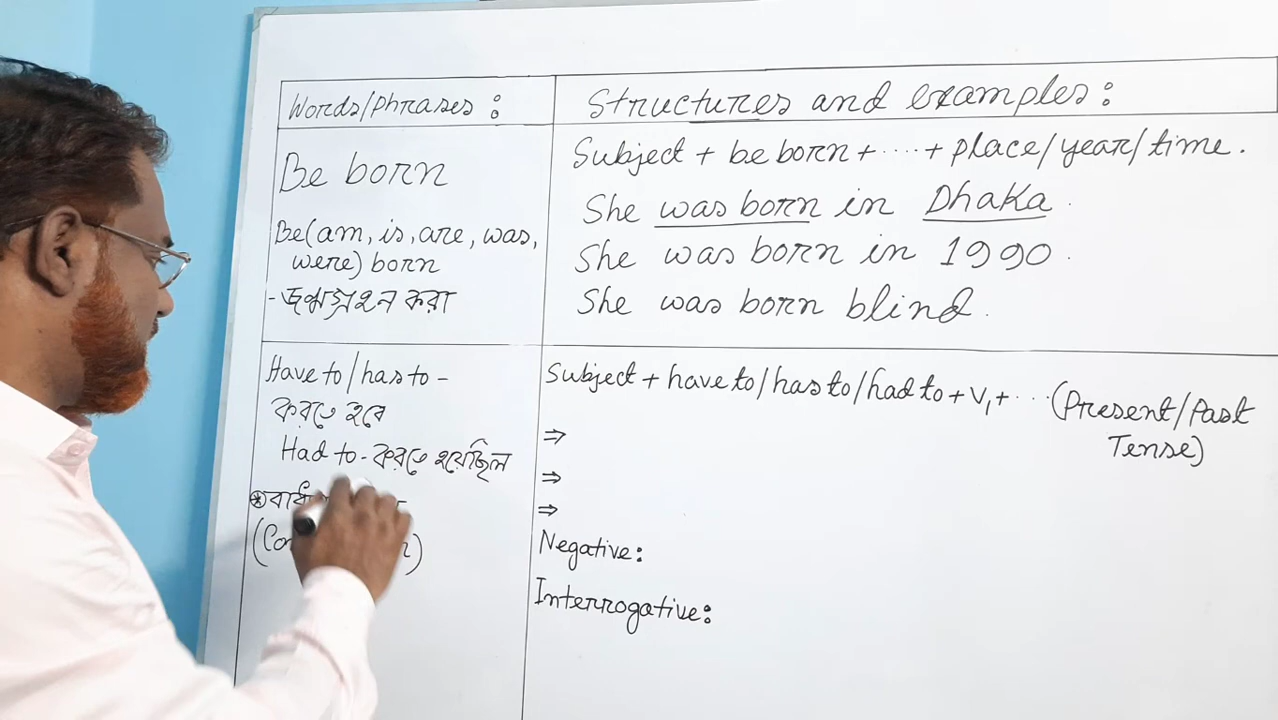 Words/Phrases:
Structures and examples:
Be born
Be (am, is, are, was,
were) born
- জন্মগ্রহন করা
Subject + be born + ····· + place/year/time.
She was born in Dhaka.
She was born in 1990.
She was born blind.
Have to/has to -
করতে হবে
Had to - করতে হয়েছিল
Subject + have to/has to/had to + V₁ + ··· (Present/Past
Tense)
⇒
⇒
⇒
Negative:
Interrogative: